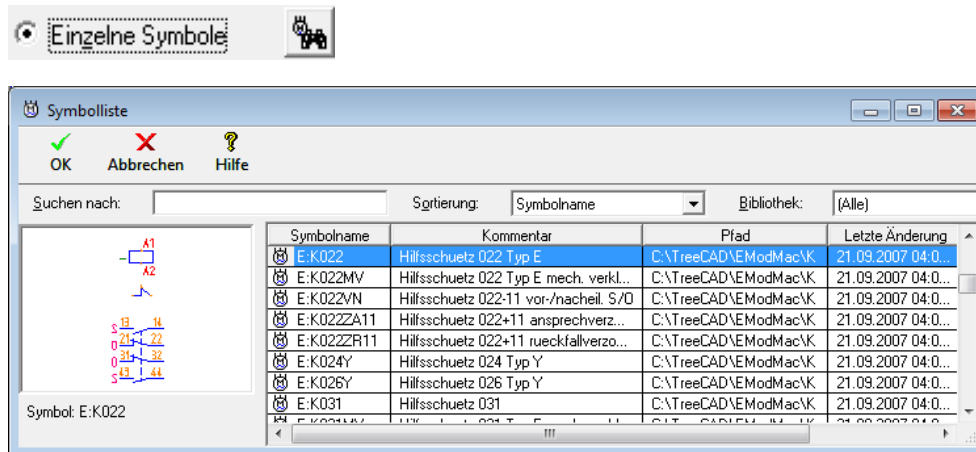 Einzelne Symbole
Symbolliste
OK Abbrechen Hilfe
Suchen nach: Sortierung: Symbolname Bibliothek: (Alle)
Symbolname Kommentar Pfad Letzte Änderung
E:K022 Hilfsschuetz 022 Typ E C:\TreeCAD\EModMac\K 21.09.2007 04:0...
E:K022MV Hilfsschuetz 022 Typ E mech. verkl... C:\TreeCAD\EModMac\K 21.09.2007 04:0...
E:K022VN Hilfsschuetz 022-11 vor-/nacheil. S/O C:\TreeCAD\EModMac\K 21.09.2007 04:0...
E:K022ZA11 Hilfsschuetz 022+11 ansprechverz... C:\TreeCAD\EModMac\K 21.09.2007 04:0...
E:K022ZR11 Hilfsschuetz 022+11 rueckfallverzo... C:\TreeCAD\EModMac\K 21.09.2007 04:0...
E:K024Y Hilfsschuetz 024 Typ Y C:\TreeCAD\EModMac\K 21.09.2007 04:0...
E:K026Y Hilfsschuetz 026 Typ Y C:\TreeCAD\EModMac\K 21.09.2007 04:0...
E:K031 Hilfsschuetz 031 C:\TreeCAD\EModMac\K 21.09.2007 04:0...
A1
A2
S 13 14
O 21 22
O 31 32
S 43 44
Symbol: E:K022